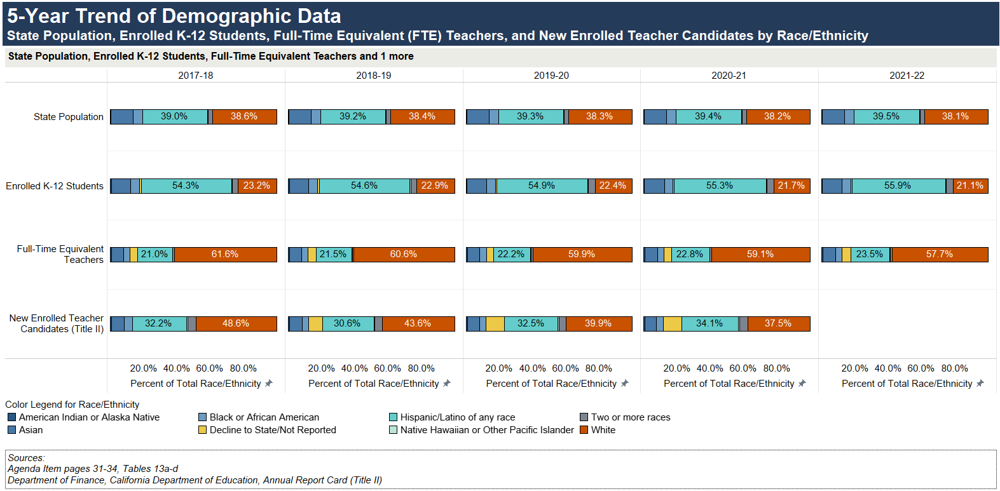 5-Year Trend of Demographic Data
State Population, Enrolled K-12 Students, Full-Time Equivalent (FTE) Teachers, and New Enrolled Teacher Candidates by Race/Ethnicity
State Population, Enrolled K-12 Students, Full-Time Equivalent Teachers and 1 more
2017-18 2018-19 2019-20 2020-21 2021-22
State Population 39.0% 38.6% 39.2% 38.4% 39.3% 38.3% 39.4% 38.2% 39.5% 38.1%
Enrolled K-12 Students 54.3% 23.2% 54.6% 22.9% 54.9% 22.4% 55.3% 21.7% 55.9% 21.1%
Full-Time Equivalent
Teachers 21.0% 61.6% 21.5% 60.6% 22.2% 59.9% 22.8% 59.1% 23.5% 57.7%
New Enrolled Teacher
Candidates (Title II) 32.2% 48.6% 30.6% 43.6% 32.5% 39.9% 34.1% 37.5%
20.0% 40.0% 60.0% 80.0% 20.0% 40.0% 60.0% 80.0% 20.0% 40.0% 60.0% 80.0% 20.0% 40.0% 60.0% 80.0% 20.0% 40.0% 60.0% 80.0%
Percent of Total Race/Ethnicity Percent of Total Race/Ethnicity Percent of Total Race/Ethnicity Percent of Total Race/Ethnicity Percent of Total Race/Ethnicity
Color Legend for Race/Ethnicity
American Indian or Alaska Native Black or African American Hispanic/Latino of any race Two or more races
Asian Decline to State/Not Reported Native Hawaiian or Other Pacific Islander White
Sources:
Agenda Item pages 31-34, Tables 13a-d
Department of Finance, California Department of Education, Annual Report Card (Title II)